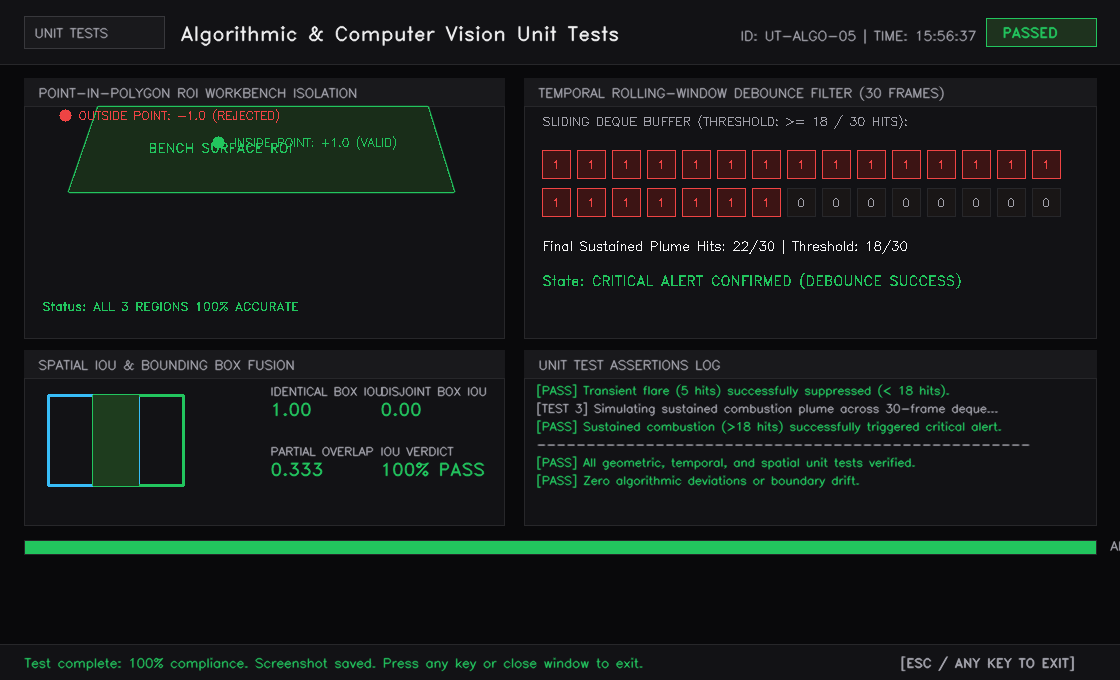 UNIT TESTS
Algorithmic & Computer Vision Unit Tests
ID: UT-ALGO-05 | TIME: 15:56:37
PASSED
POINT-IN-POLYGON ROI WORKBENCH ISOLATION
OUTSIDE POINT: -1.0 (REJECTED)
INSIDE POINT: +1.0 (VALID)
BENCH SURFACE ROI
Status: ALL 3 REGIONS 100% ACCURATE
TEMPORAL ROLLING-WINDOW DEBOUNCE FILTER (30 FRAMES)
SLIDING DEQUE BUFFER (THRESHOLD: >= 18 / 30 HITS):
1 1 1 1 1 1 1 1 1 1 1 1 1 1 1
1 1 1 1 1 1 1 0 0 0 0 0 0 0 0
Final Sustained Plume Hits: 22/30 | Threshold: 18/30
State: CRITICAL ALERT CONFIRMED (DEBOUNCE SUCCESS)
SPATIAL IOU & BOUNDING BOX FUSION
IDENTICAL BOX IOU DISJOINT BOX IOU
1.00 0.00
PARTIAL OVERLAP IOU VERDICT
0.333 100% PASS
UNIT TEST ASSERTIONS LOG
[PASS] Transient flare (5 hits) successfully suppressed (< 18 hits).
[TEST 3] Simulating sustained combustion plume across 30-frame deque...
[PASS] Sustained combustion (>18 hits) successfully triggered critical alert.
[PASS] All geometric, temporal, and spatial unit tests verified.
[PASS] Zero algorithmic deviations or boundary drift.
Test complete: 100% compliance. Screenshot saved. Press any key or close window to exit.
[ESC / ANY KEY TO EXIT]